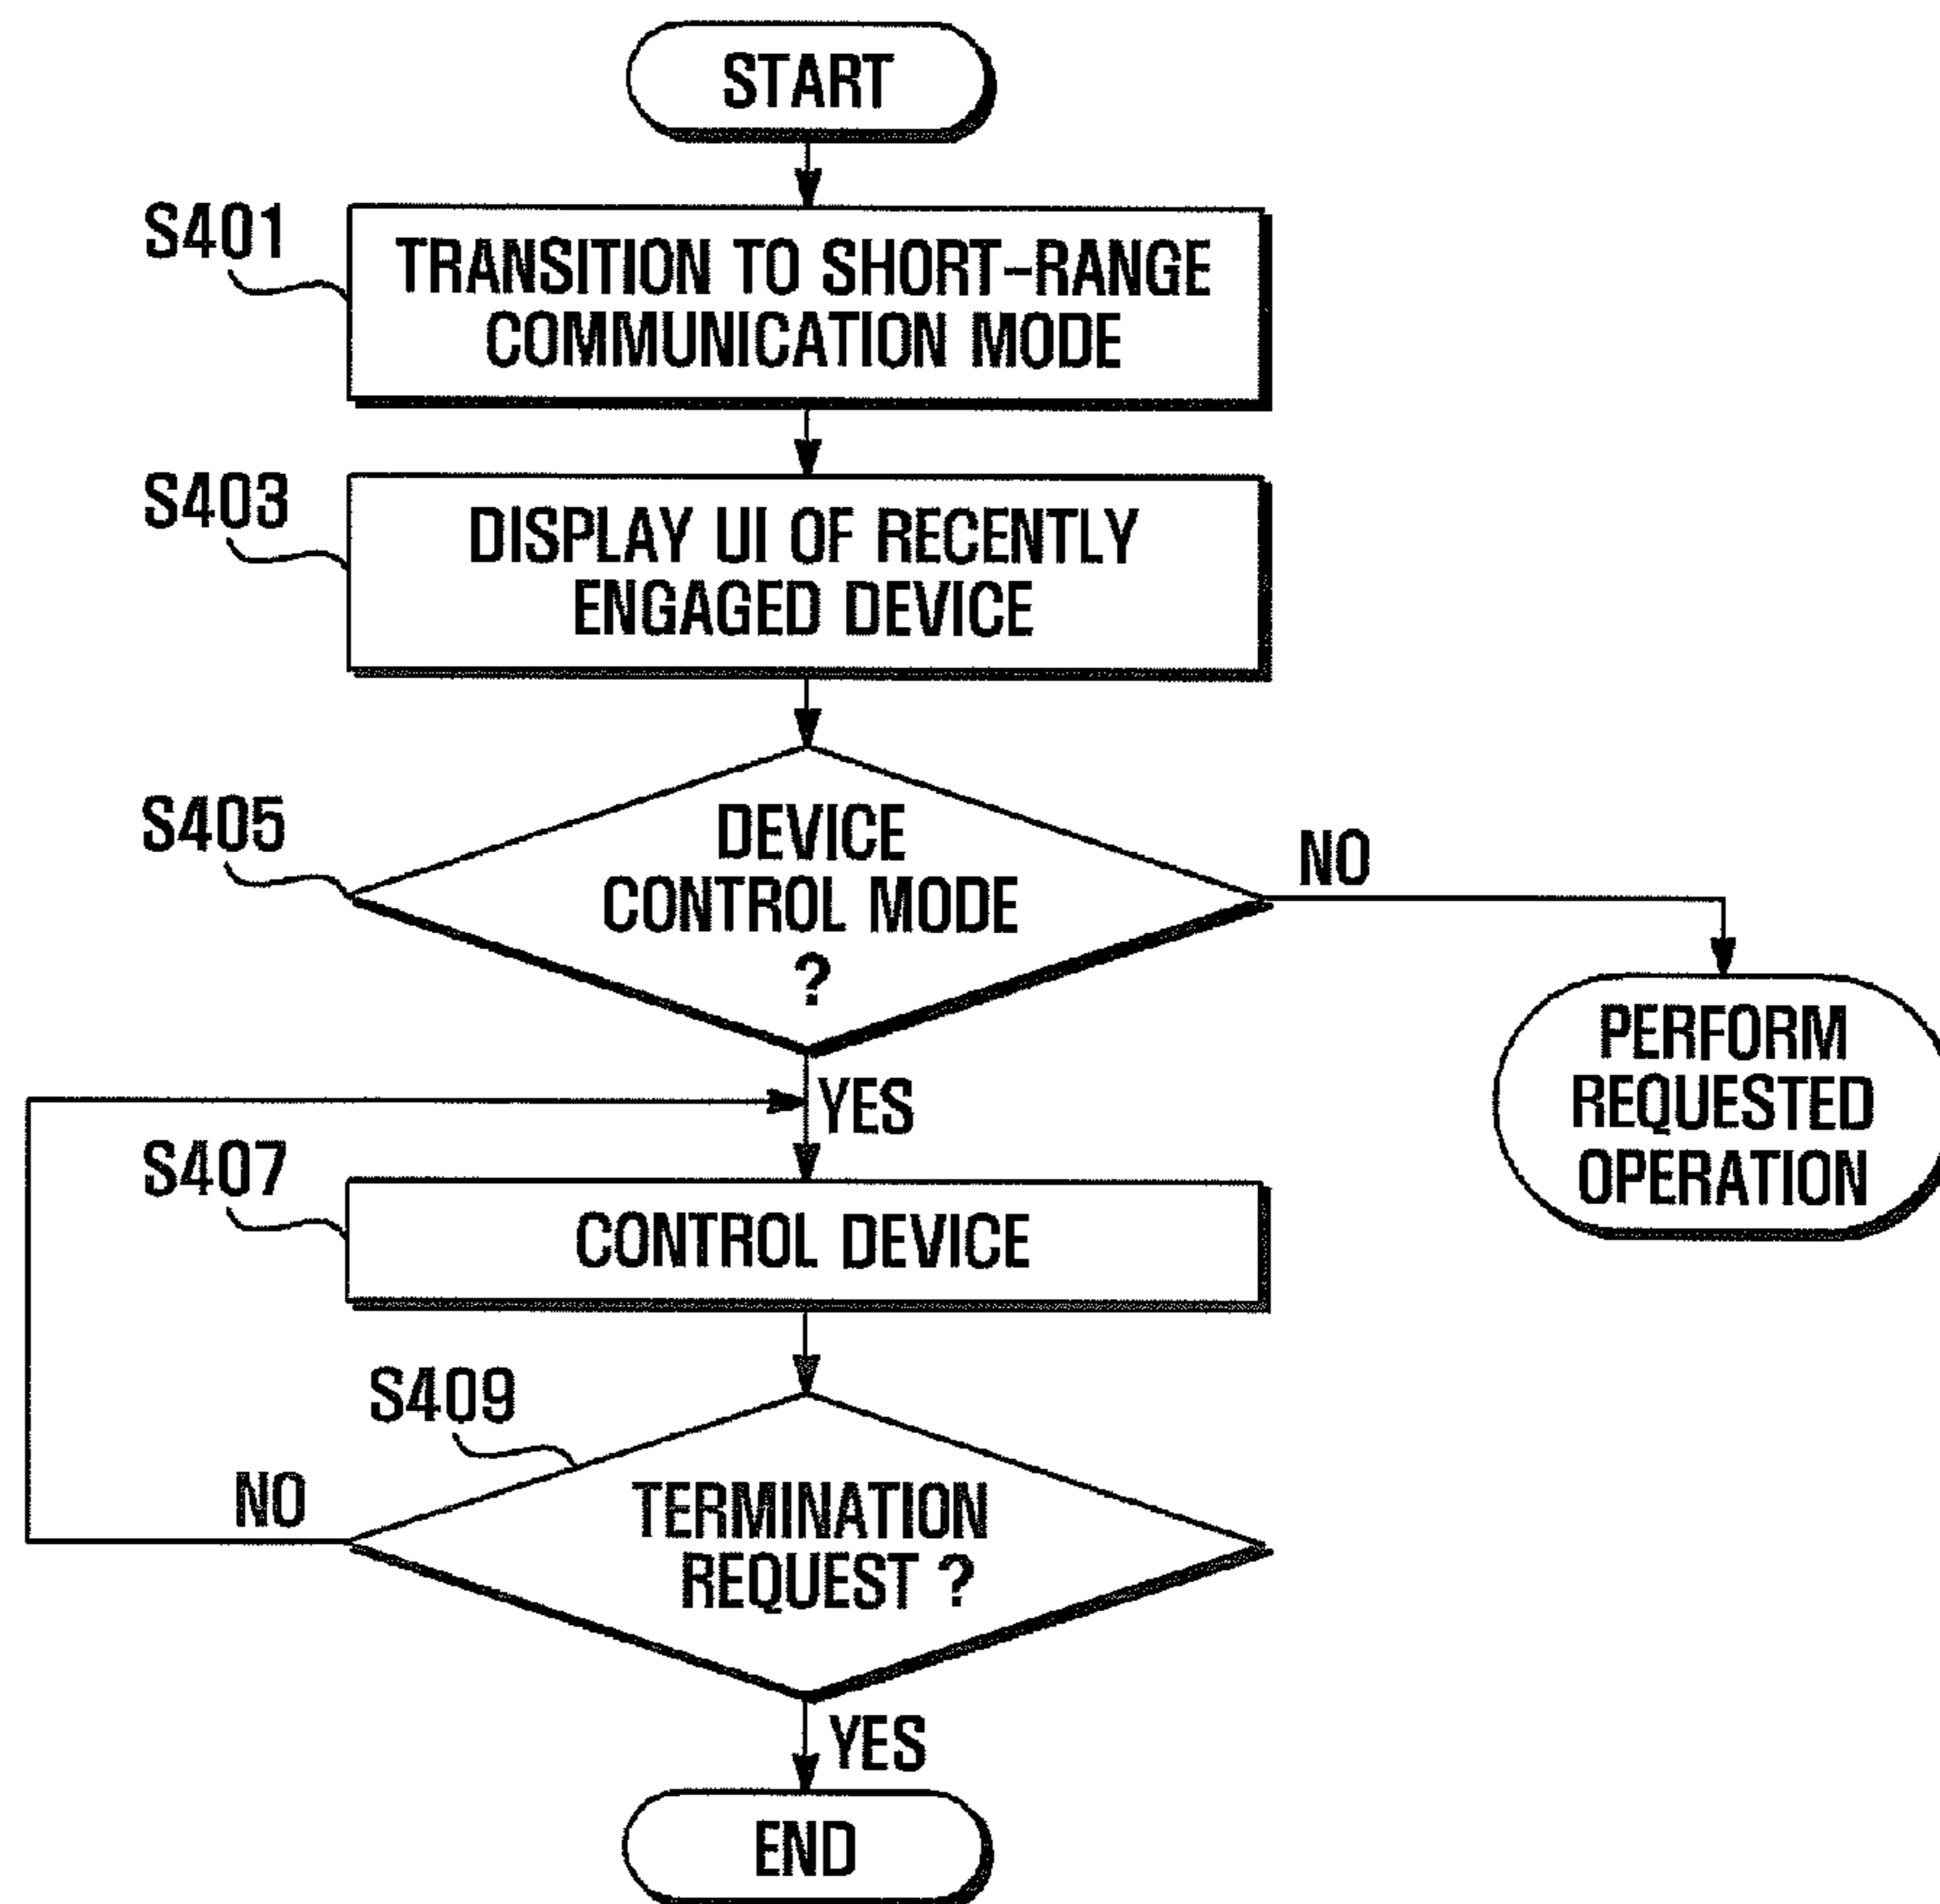 START
S401
TRANSITION TO SHORT-RANGE
COMMUNICATION MODE
S403
DISPLAY UI OF RECENTLY
ENGAGED DEVICE
S405
DEVICE
CONTROL MODE
?
NO
PERFORM
REQUESTED
OPERATION
YES
S407
CONTROL DEVICE
S409
NO
TERMINATION
REQUEST ?
YES
END